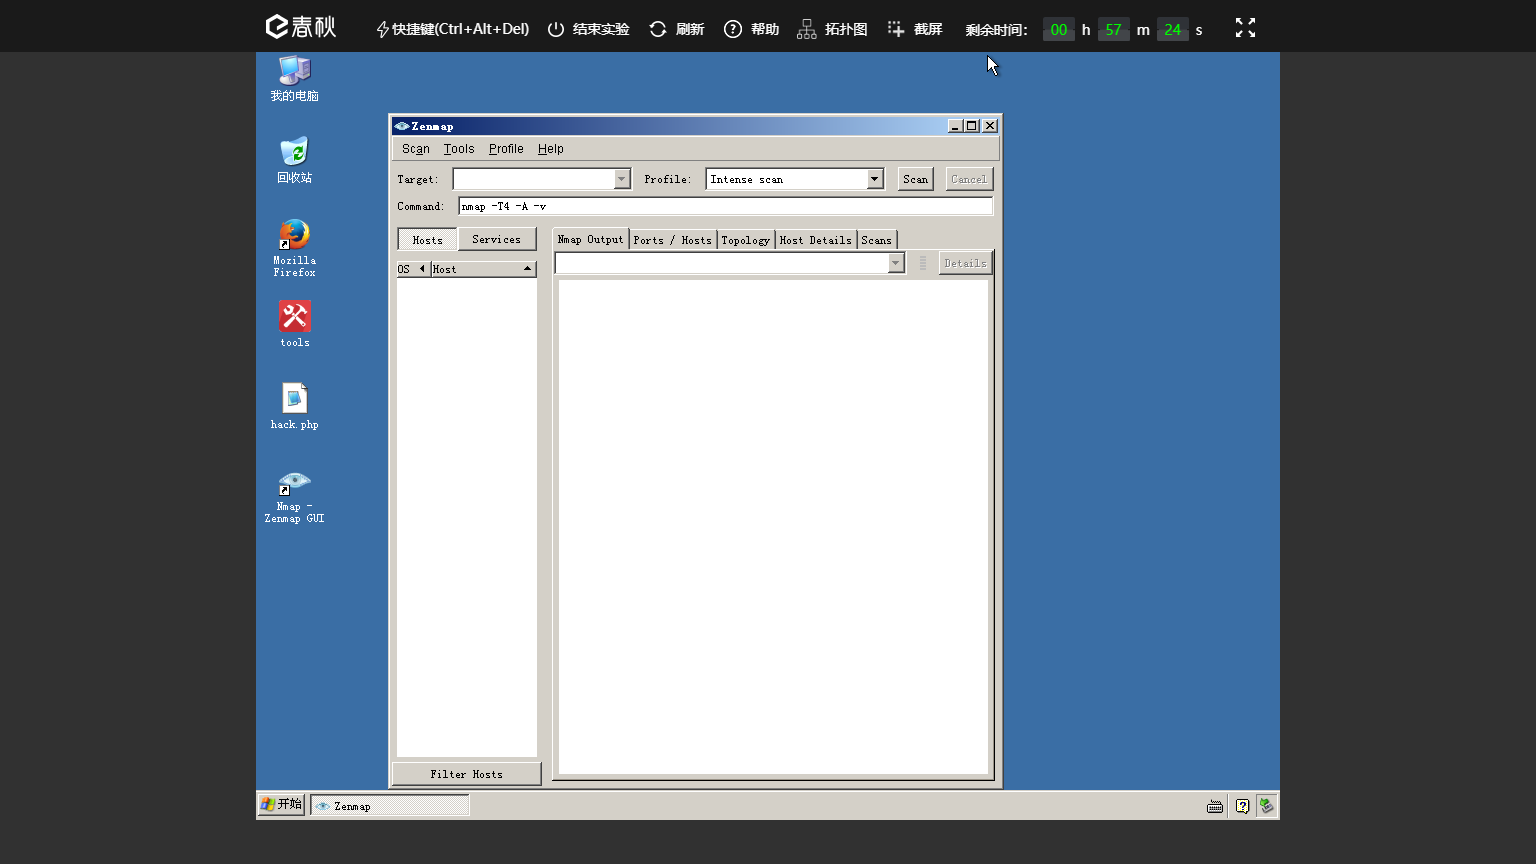 春秋 快捷键(Ctrl+Alt+Del) 结束实验 刷新 帮助 拓扑图 截屏 剩余时间: 00 h 57 m 24 s
我的电脑
回收站
Mozilla
Firefox
tools
hack.php
Nmap -
Zenmap GUI
Zenmap
Scan Tools Profile Help
Target: Profile: Intense scan Scan Cancel
Command: nmap -T4 -A -v
Hosts Services
OS Host
Nmap Output Ports / Hosts Topology Host Details Scans
Details
Filter Hosts
开始 Zenmap